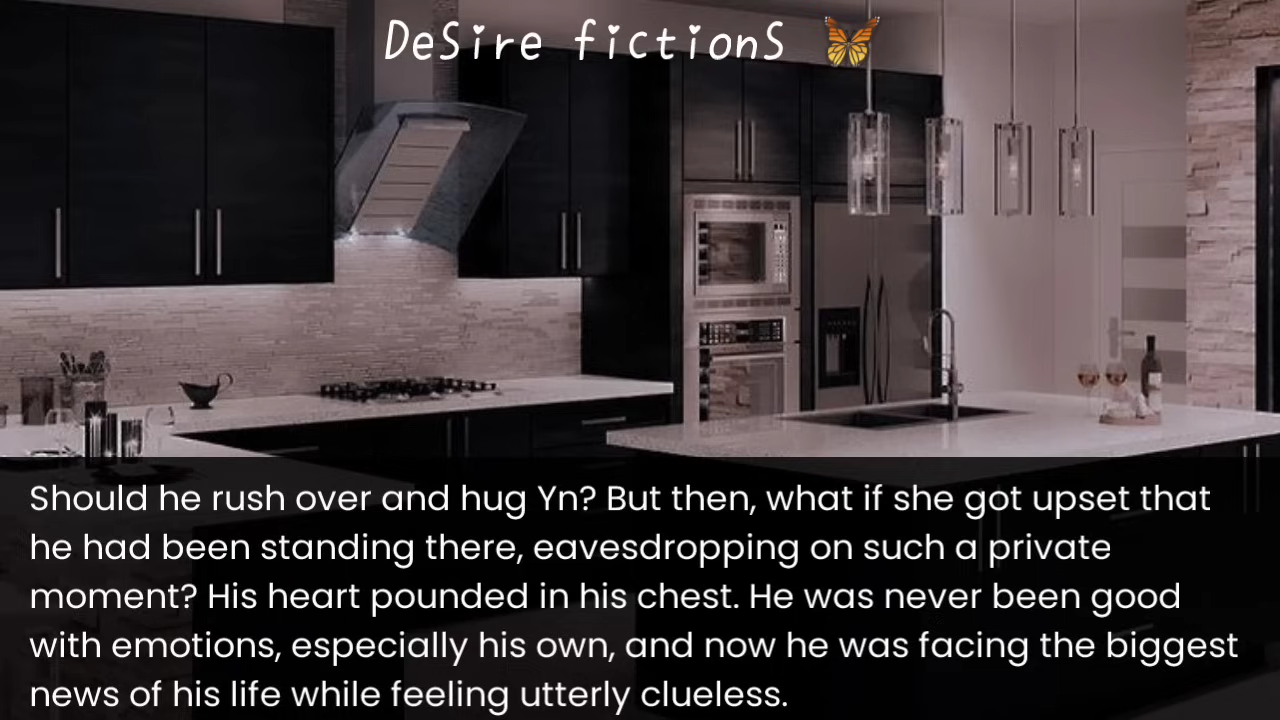 DeSire fictionS 🦋
Should he rush over and hug Yn? But then, what if she got upset that
he had been standing there, eavesdropping on such a private
moment? His heart pounded in his chest. He was never been good
with emotions, especially his own, and now he was facing the biggest
news of his life while feeling utterly clueless.